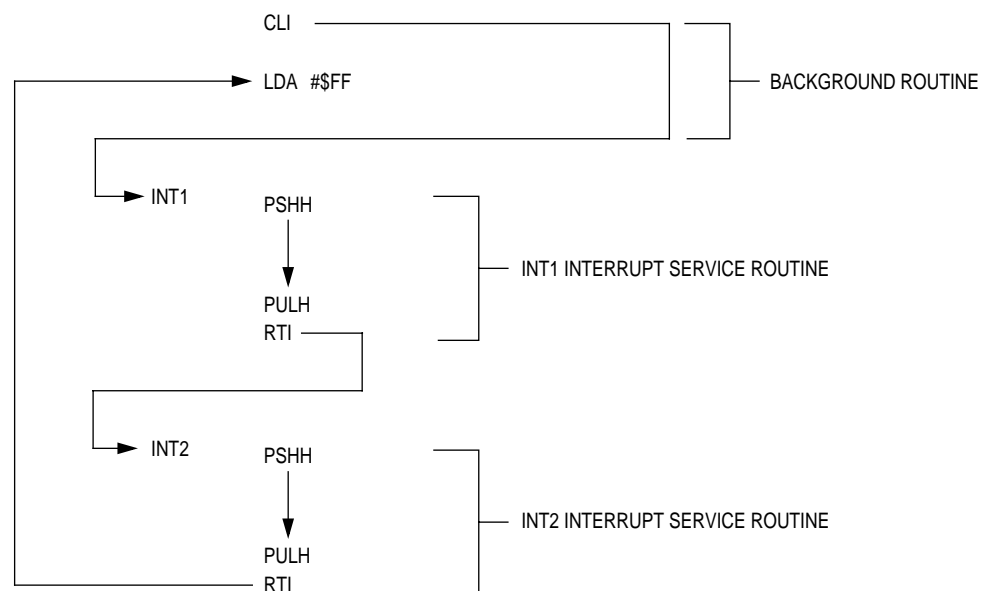 CLI
LDA #$FF
BACKGROUND ROUTINE
INT1
PSHH
INT1 INTERRUPT SERVICE ROUTINE
PULH
RTI
INT2
PSHH
INT2 INTERRUPT SERVICE ROUTINE
PULH
RTI